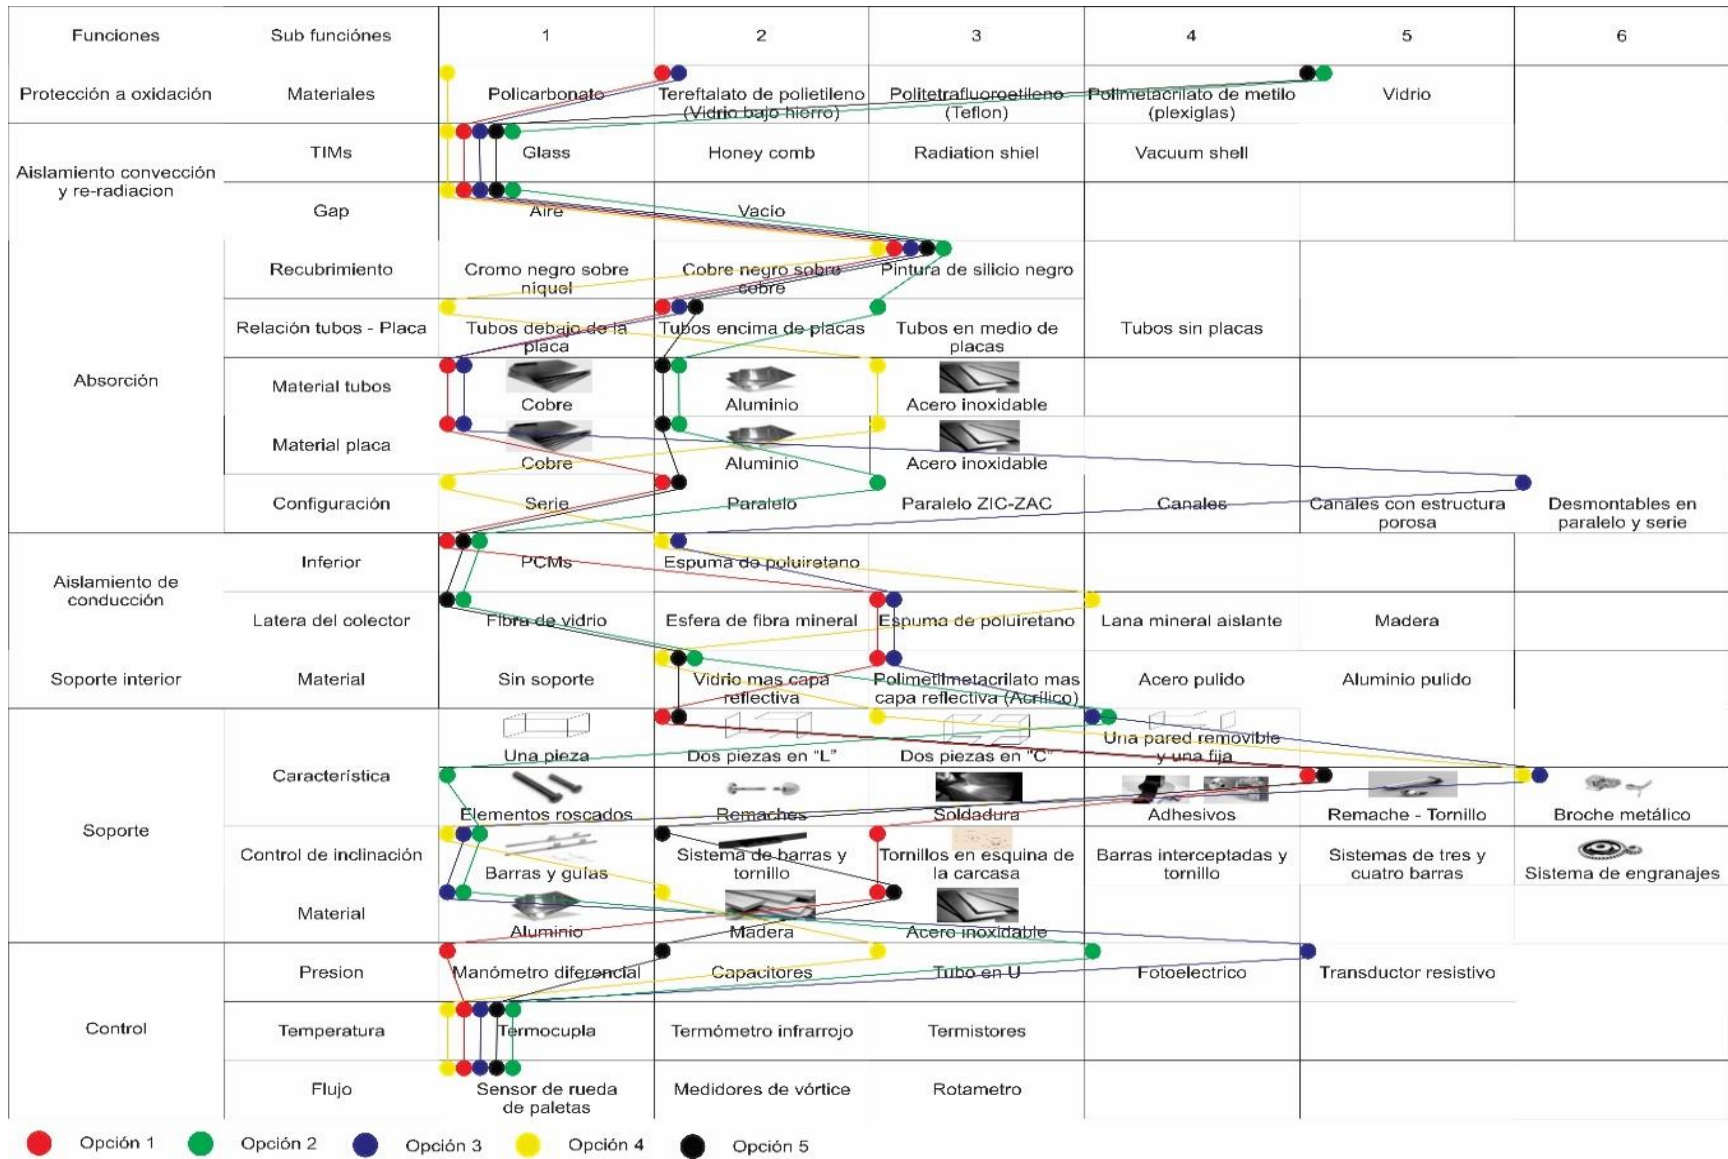 Funciones Sub funciónes 1 2 3 4 5 6
Protección a oxidación Materiales Policarbonato Tereftalato de polietileno Politetrafluoroetileno Polimetacrilato de metilo Vidrio
(Vidrio bajo hierro) (Teflon) (plexiglas)
TIMs Glass Honey comb Radiation shiel Vacuum shell
Aislamiento convección
y re-radiacion
Gap Aire Vacío
Recubrimiento Cromo negro sobre Cobre negro sobre Pintura de silicio negro
níquel cobre
Relación tubos - Placa Tubos debajo de la Tubos encima de placas Tubos en medio de Tubos sin placas
placa placas
Absorción
Material tubos
Cobre Aluminio Acero inoxidable
Material placa
Cobre Aluminio Acero inoxidable
Configuración Serie Paralelo Paralelo ZIC-ZAC Canales Canales con estructura Desmontables en
porosa paralelo y serie
Inferior PCMs Espuma de poluiretano
Aislamiento de
conducción
Latera del colector Fibra de vidrio Esfera de fibra mineral Espuma de poluiretano Lana mineral aislante Madera
Soporte interior Material Sin soporte Vidrio mas capa Polimetilmetacrilato mas Acero pulido Aluminio pulido
reflectiva capa reflectiva (Acrílico)
Una pared removible
Una pieza Dos piezas en "L" Dos piezas en "C" y una fija
Característica
Elementos roscados Remaches Soldadura Adhesivos Remache - Tornillo Broche metálico
Soporte
Control de inclinación Sistema de barras y Tornillos en esquina de Barras interceptadas y Sistemas de tres y
Barras y guías tornillo la carcasa tornillo cuatro barras Sistema de engranajes
Material
Aluminio Madera Acero inoxidable
Presion Manómetro diferencial Capacitores Tubo en U Fotoelectrico Transductor resistivo
Control
Temperatura Termocupla Termómetro infrarrojo Termistores
Flujo Sensor de rueda Medidores de vórtice Rotametro
de paletas
Opción 1 Opción 2 Opción 3 Opción 4 Opción 5